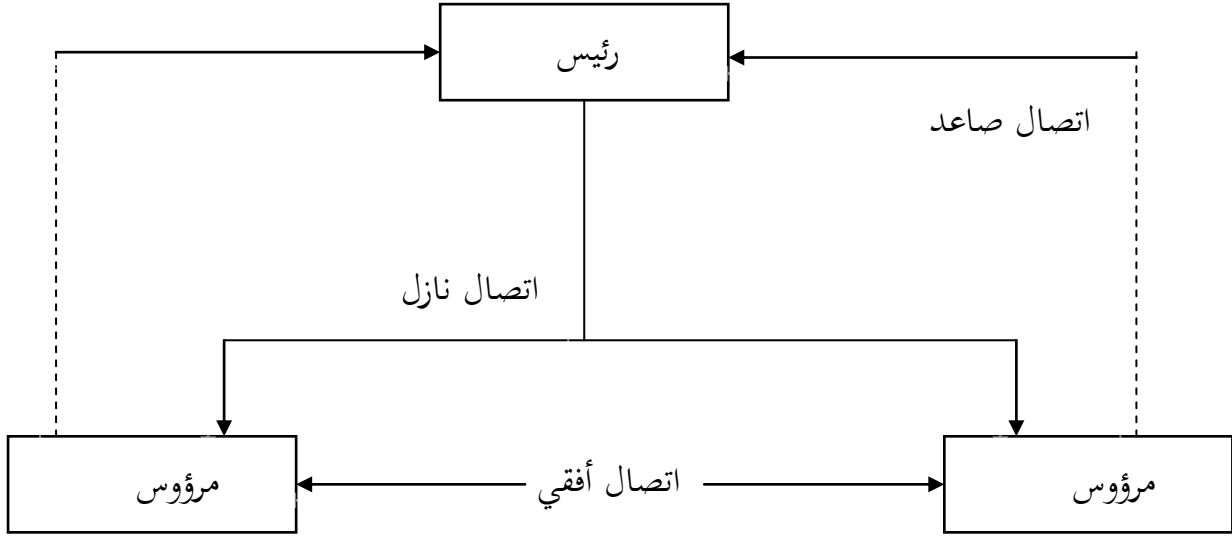 رئيس
اتصال صاعد
اتصال نازل
مرؤوس
اتصال أفقي
مرؤوس